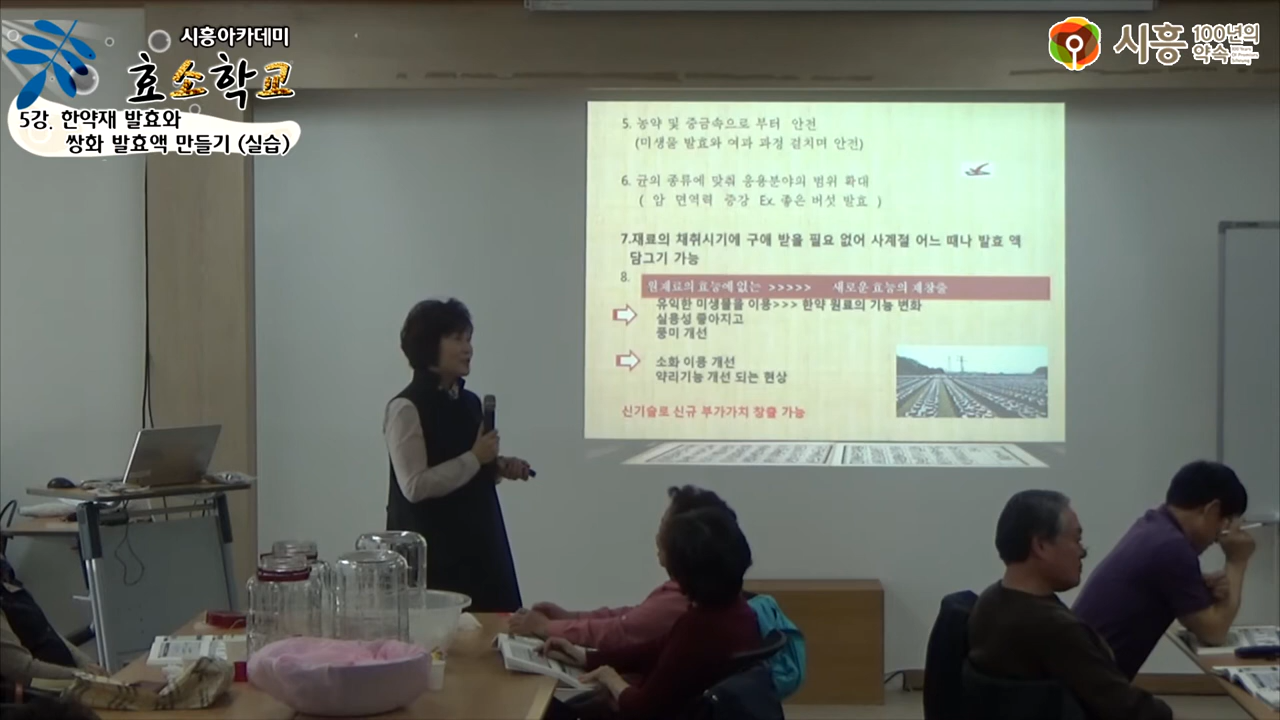 시흥아카데미
효소학교
5강. 한약재 발효와
쌍화 발효액 만들기 (실습)
시흥 100년의 약속
5. 농약 및 중금속으로 부터 안전
(미생물 발효와 여과 과정 걸치며 안전)
6. 균의 종류에 맞춰 응용분야의 범위 확대
( 암 면역력 증강 Ex. 좋은 버섯 발효 )
7.재료의 채취시기에 구애 받을 필요 없어 사계절 어느 때나 발효 액
담그기 가능
8.
원재료의 효능에 없는 >>>>> 새로운 효능의 재창출
유익한 미생물을 이용>>> 한약 원료의 기능 변화
실용성 좋아지고
풍미 개선
소화 이용 개선
약리기능 개선 되는 현상
신기술로 신규 부가가치 창출 가능